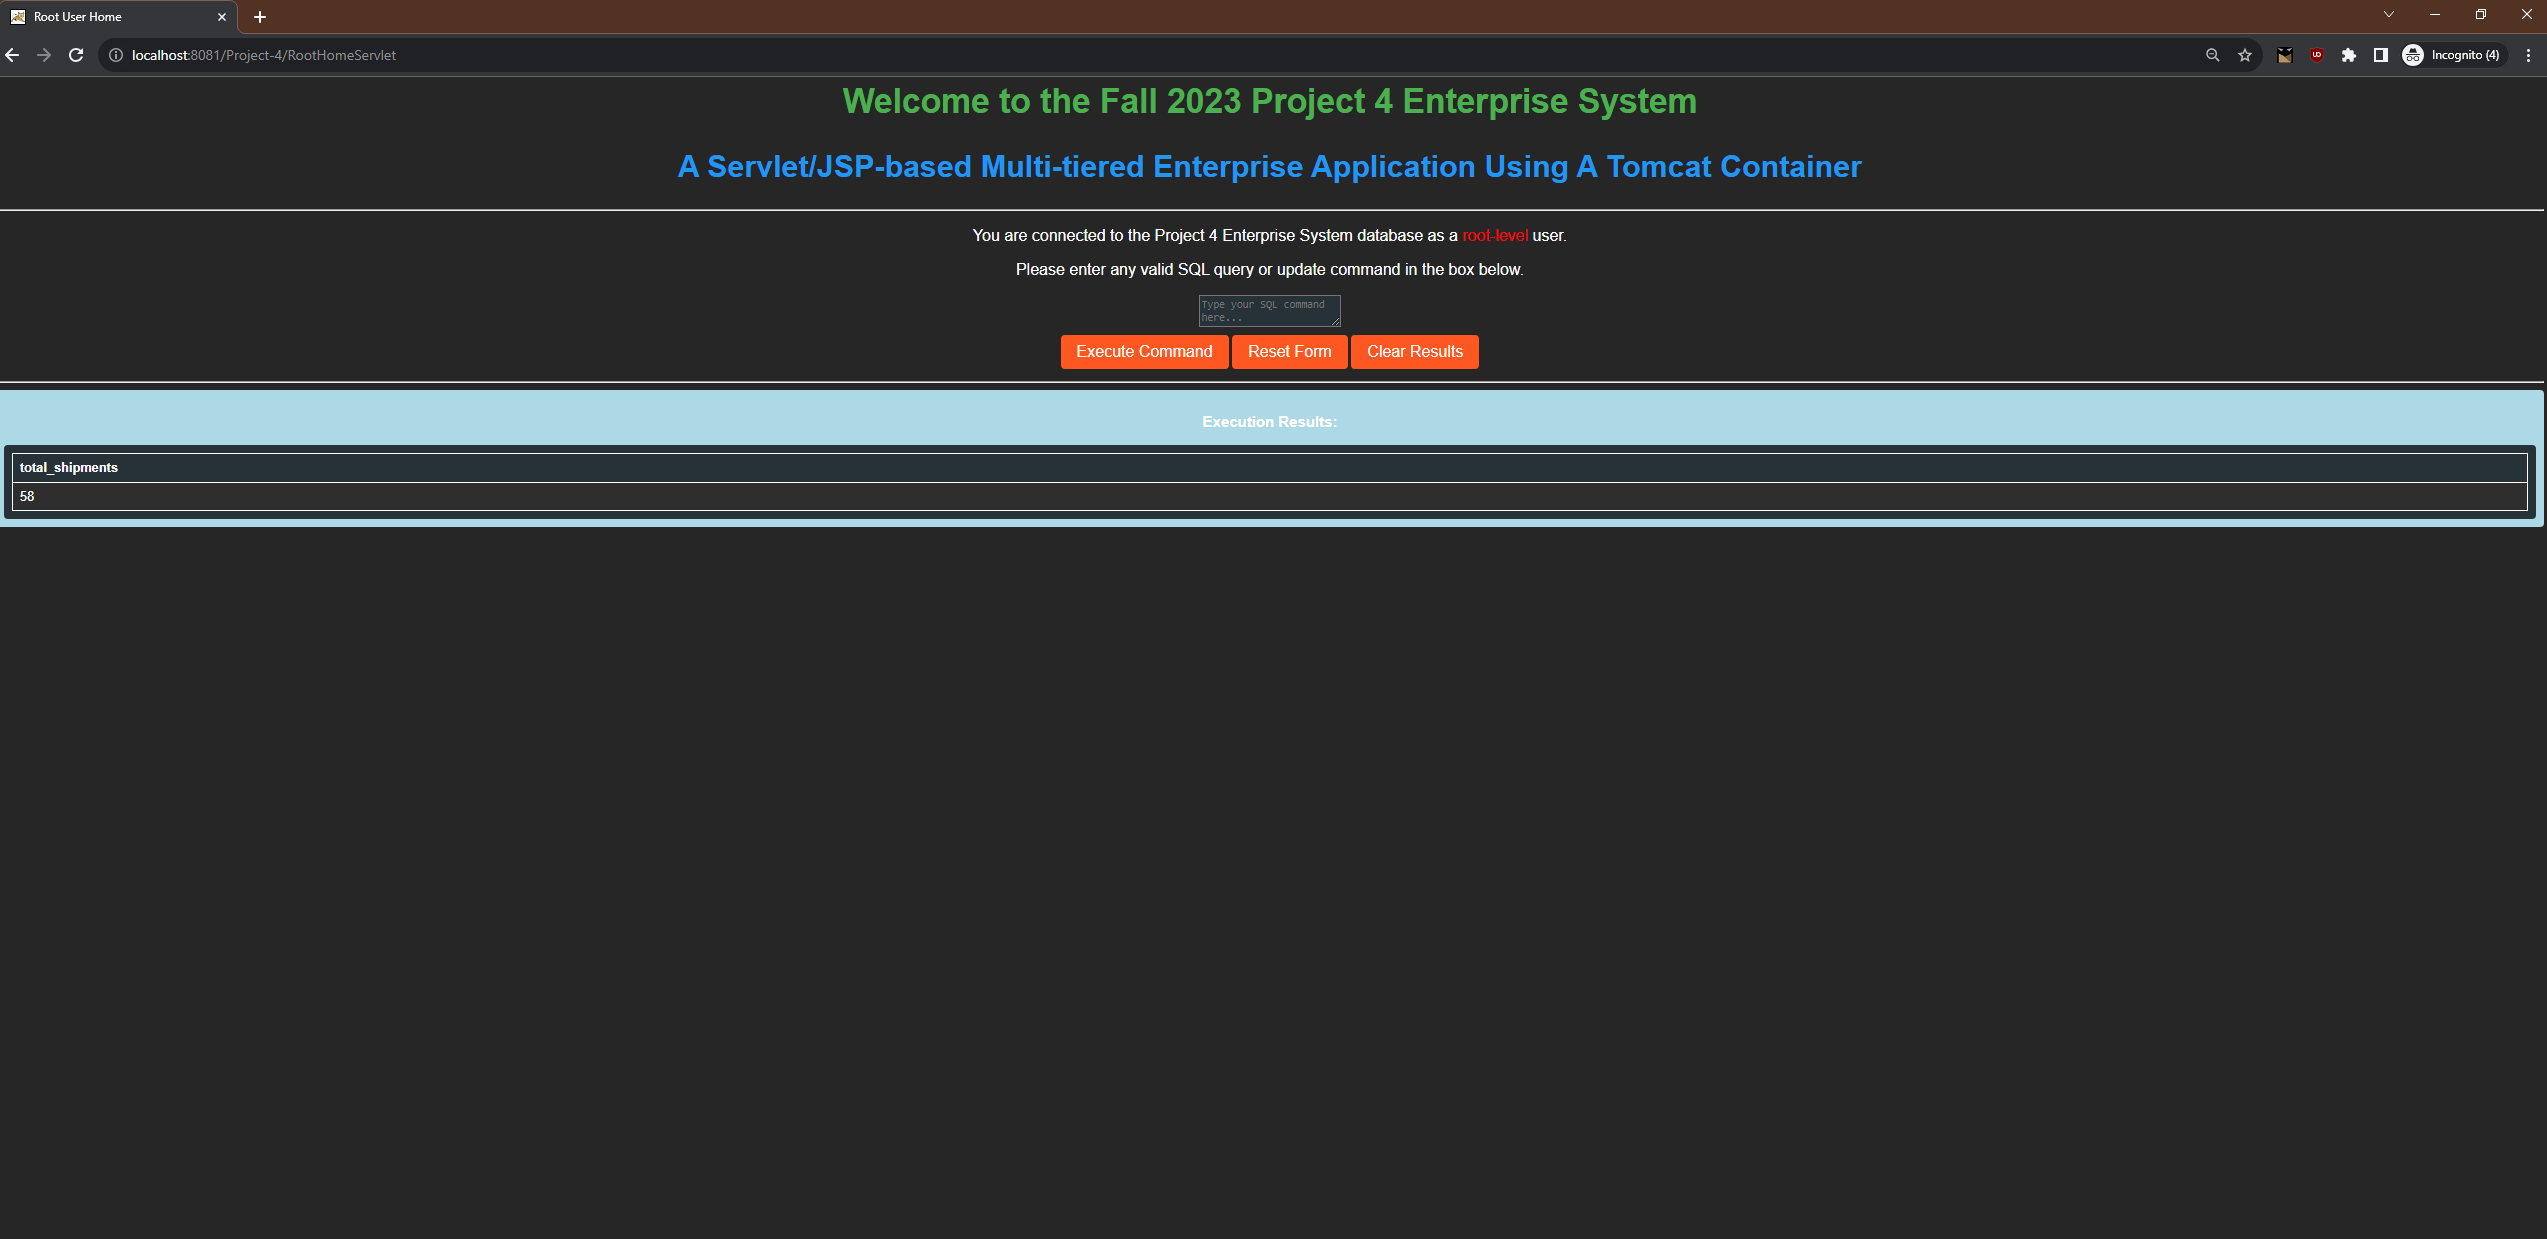 Root User Home
localhost:8081/Project-4/RootHomeServlet
Incognito (4)
Welcome to the Fall 2023 Project 4 Enterprise System
A Servlet/JSP-based Multi-tiered Enterprise Application Using A Tomcat Container
You are connected to the Project 4 Enterprise System database as a root-level user.
Please enter any valid SQL query or update command in the box below.
Type your SQL command
here...
Execute Command Reset Form Clear Results
Execution Results:
total_shipments
58